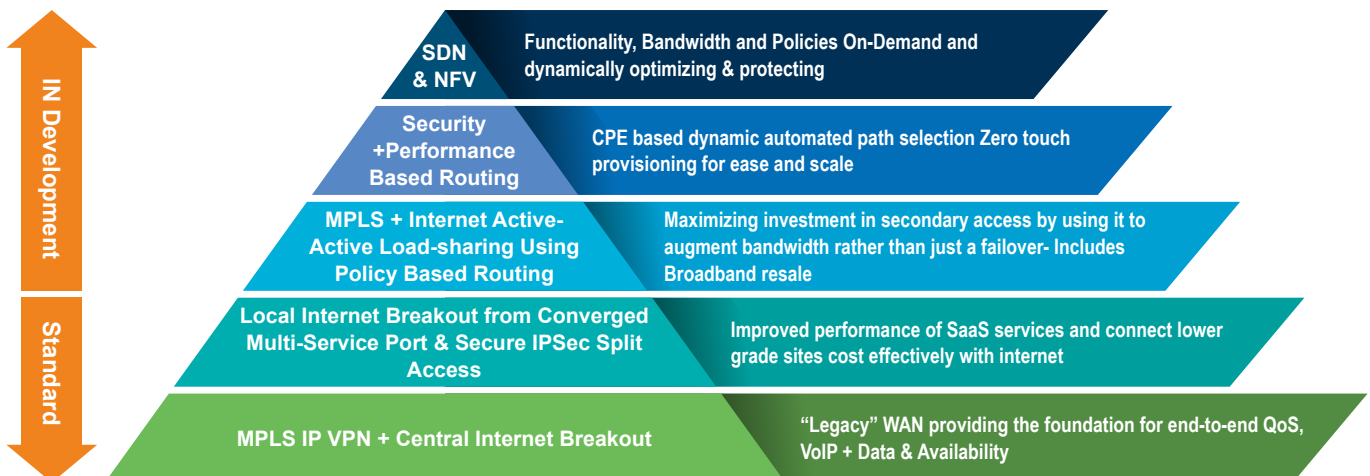 IN Development
Standard
SDN
& NFV
Functionality, Bandwidth and Policies On-Demand and
dynamically optimizing & protecting
Security
+Performance
Based Routing
CPE based dynamic automated path selection Zero touch
provisioning for ease and scale
MPLS + Internet Active-
Active Load-sharing Using
Policy Based Routing
Maximizing investment in secondary access by using it to
augment bandwidth rather than just a failover- Includes
Broadband resale
Local Internet Breakout from Converged
Multi-Service Port & Secure IPSec Split
Access
Improved performance of SaaS services and connect lower
grade sites cost effectively with internet
MPLS IP VPN + Central Internet Breakout
“Legacy” WAN providing the foundation for end-to-end QoS,
VoIP + Data & Availability